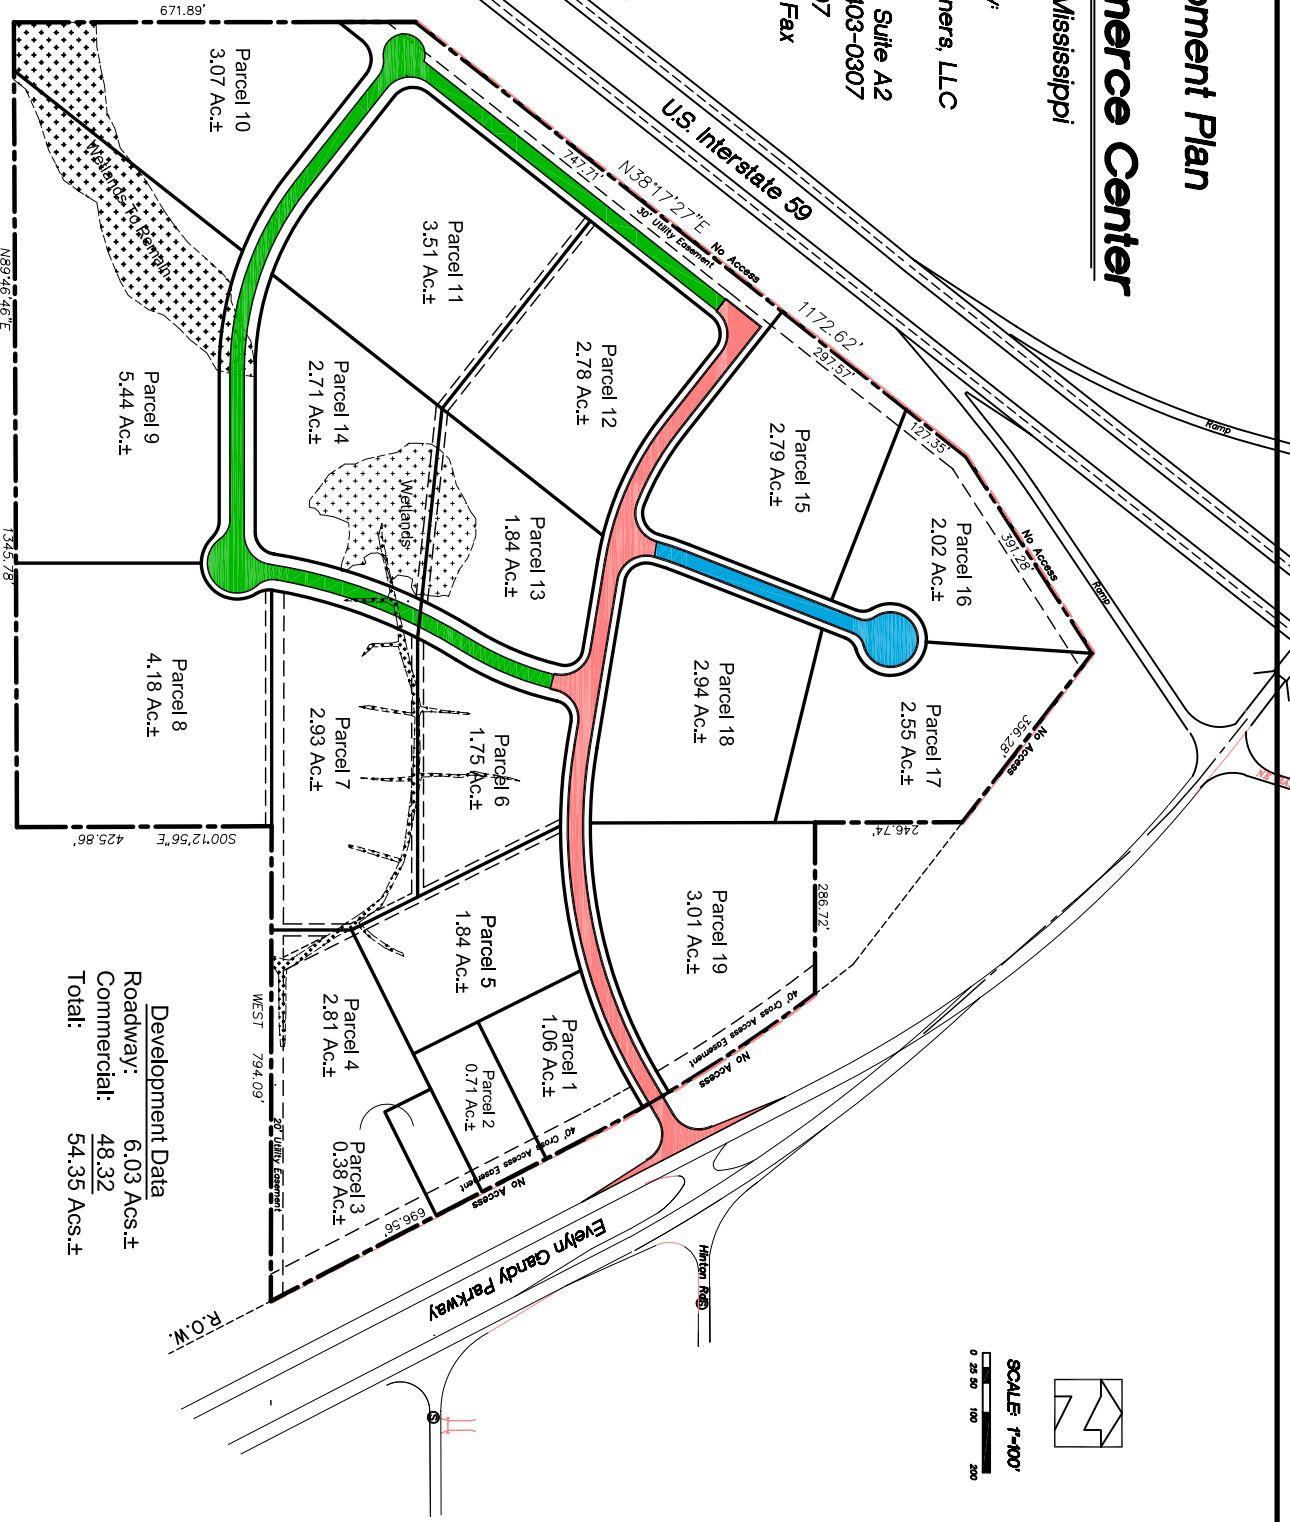 oment Plan
merce Center
Mississippi
y:
ners, LLC
Suite A2
403-0307
97
Fax
U.S. Interstate 59
N38°17'27"E
1172.62'
747.71'
30' Utility Easement
No Access
297.57'
127.35'
391.28'
No Access
Ramp
Ramp
356.28'
No Access
246.74'
286.72'
671.89'
N89°46'46"E
1345.78'
S00°12'56"E
425.86'
WEST 794.09'
20' Utility Easement
696.56'
No Access
40' Cross Access Easement
No Access
40' Cross Access Easement
Evelyn Gandy Parkway
Hinton Rd
R.O.W.
Wetlands To Remain
Wetlands
Parcel 10
3.07 Ac.±
Parcel 11
3.51 Ac.±
Parcel 12
2.78 Ac.±
Parcel 15
2.79 Ac.±
Parcel 16
2.02 Ac.±
Parcel 9
5.44 Ac.±
Parcel 14
2.71 Ac.±
Parcel 13
1.84 Ac.±
Parcel 18
2.94 Ac.±
Parcel 17
2.55 Ac.±
Parcel 8
4.18 Ac.±
Parcel 7
2.93 Ac.±
Parcel 6
1.75 Ac.±
Parcel 5
1.84 Ac.±
Parcel 19
3.01 Ac.±
Parcel 4
2.81 Ac.±
Parcel 3
0.38 Ac.±
Parcel 2
0.71 Ac.±
Parcel 1
1.06 Ac.±
Development Data
Roadway: 6.03 Acs.±
Commercial: 48.32
Total: 54.35 Acs.±
SCALE: 1"=100'
0 25 50 100 200
N
S